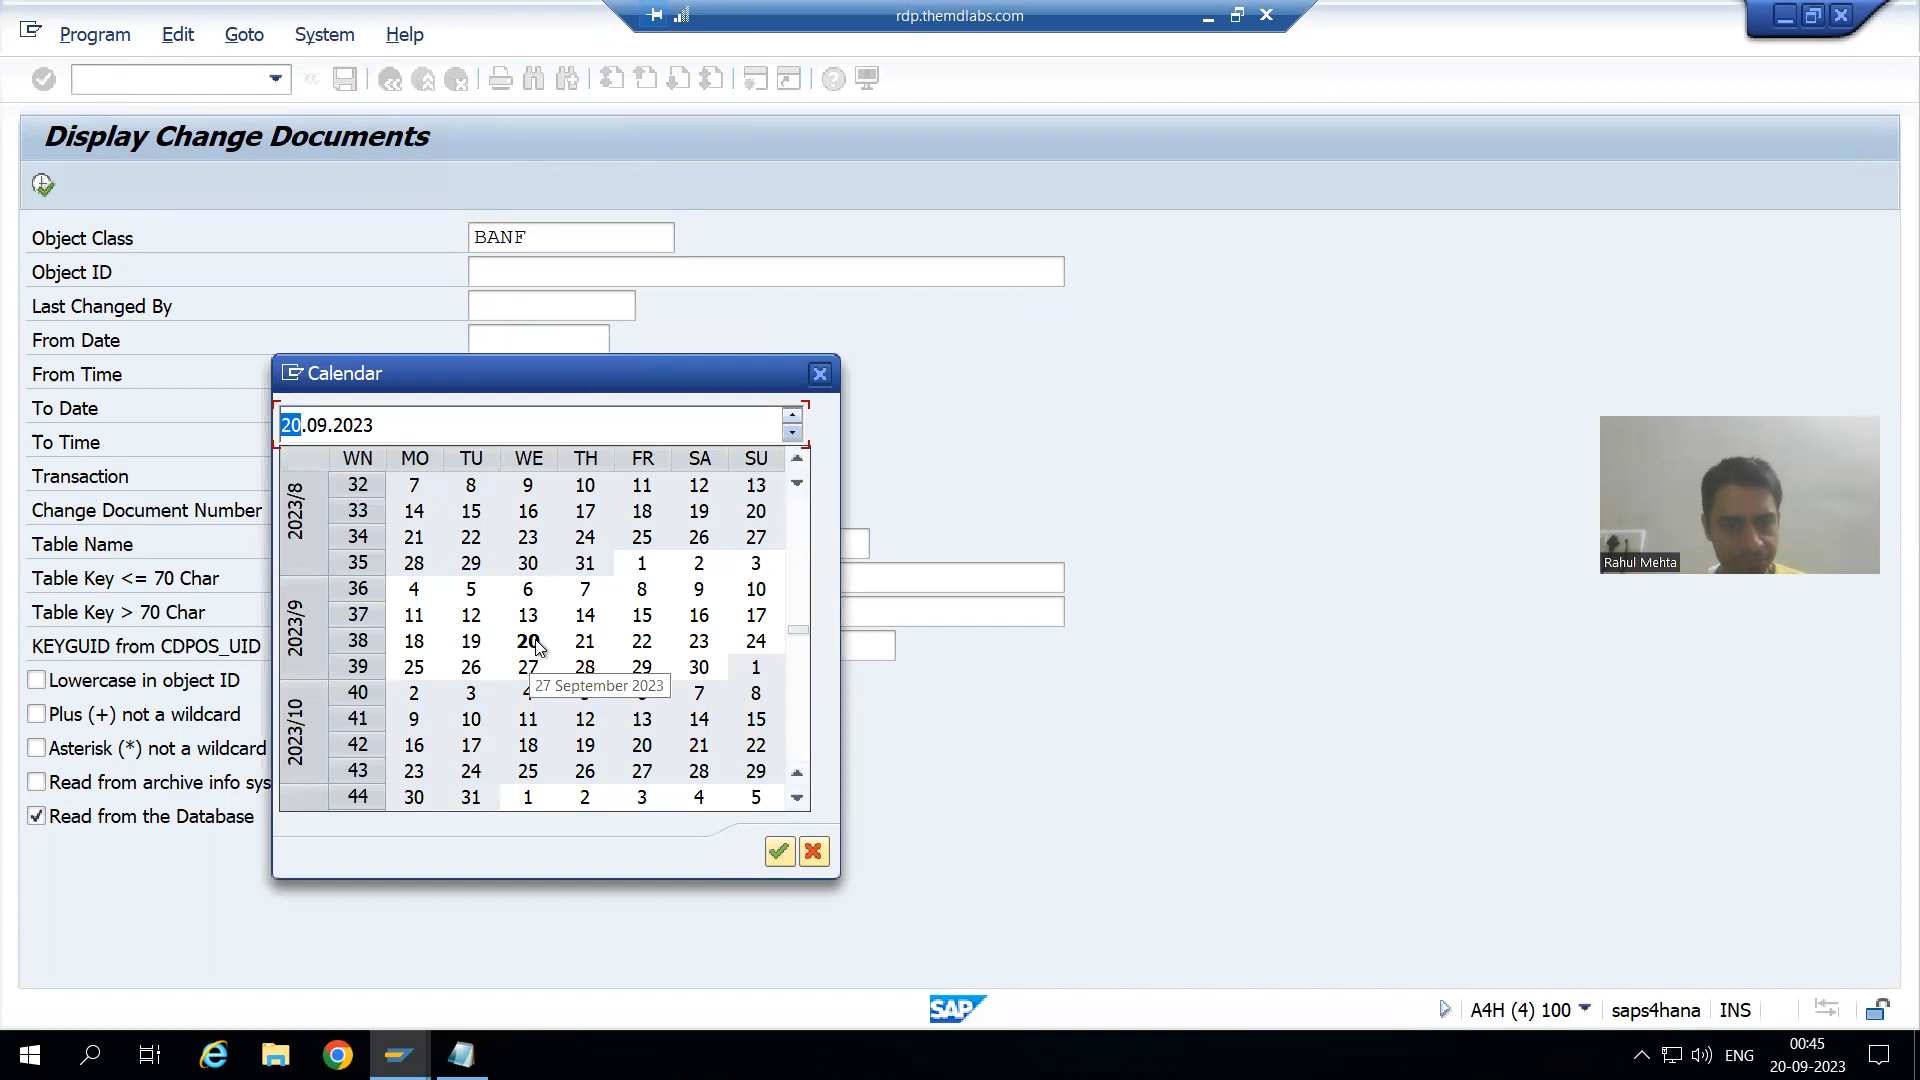 rdp.themdlabs.com
Program Edit Goto System Help
Display Change Documents
Object Class BANF
Object ID
Last Changed By
From Date
From Time
To Date
To Time
Transaction
Change Document Number
Table Name
Table Key <= 70 Char
Table Key > 70 Char
KEYGUID from CDPOS_UID
Lowercase in object ID
Plus (+) not a wildcard
Asterisk (*) not a wildcard
Read from archive info sys
Read from the Database
Calendar
20.09.2023
WN MO TU WE TH FR SA SU
2023/8
32 7 8 9 10 11 12 13
33 14 15 16 17 18 19 20
34 21 22 23 24 25 26 27
35 28 29 30 31 1 2 3
2023/9
36 4 5 6 7 8 9 10
37 11 12 13 14 15 16 17
38 18 19 20 21 22 23 24
39 25 26 27 28 29 30 1
27 September 2023
2023/10
40 2 3 7 8
41 9 10 11 12 13 14 15
42 16 17 18 19 20 21 22
43 23 24 25 26 27 28 29
44 30 31 1 2 3 4 5
Rahul Mehta
SAP
A4H (4) 100 saps4hana INS
ENG
00:45
20-09-2023